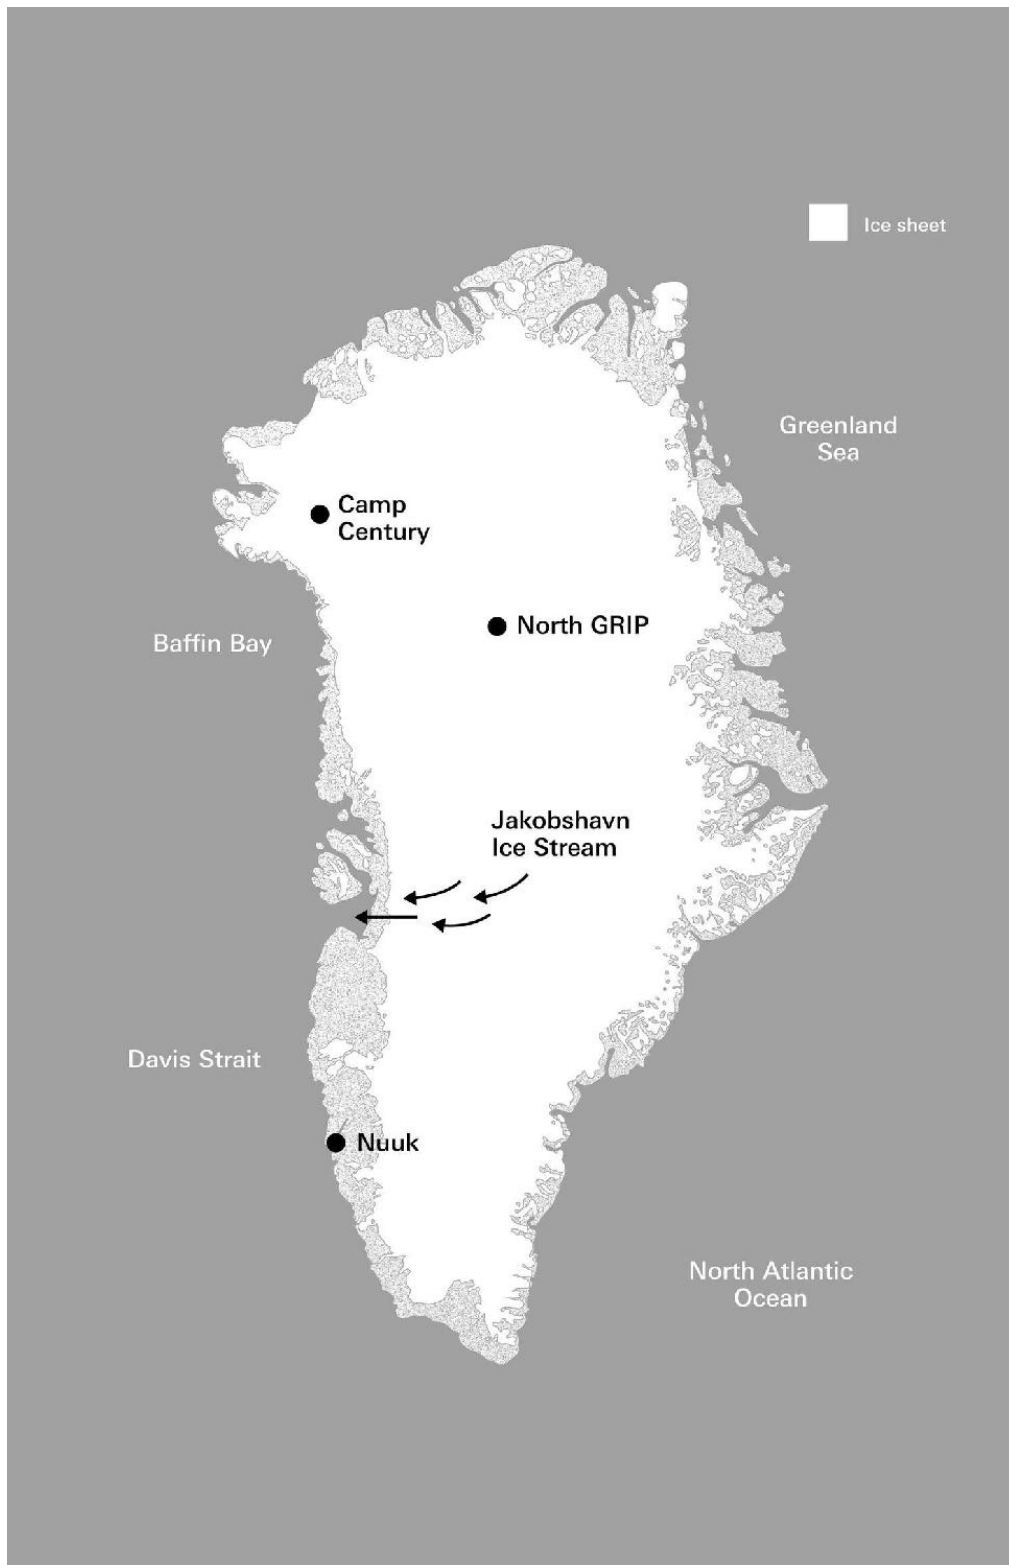 Ice sheet
Greenland
Sea
Camp
Century
North GRIP
Baffin Bay
Jakobshavn
Ice Stream
Davis Strait
Nuuk
North Atlantic
Ocean